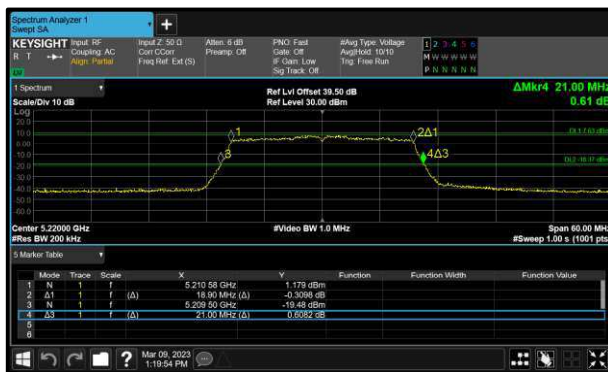 Spectrum Analyzer 1
Swept SA
+
KEYSIGHT Input: RF Input Z: 50 Ω Atten: 6 dB PNO: Fast #Avg Type: Voltage 1 2 3 4 5 6
R T Coupling: AC Corr CCorr Preamp: Off Gate: Off Avg|Hold: 10/10 M W W W W W
Align: Partial Freq Ref: Ext (S) IF Gain: Low Trig: Free Run
Sig Track: Off P N N N N N
1 Spectrum
Ref Lvl Offset 39.50 dB ΔMkr4 21.00 MHz
Scale/Div 10 dB Ref Level 30.00 dBm 0.61 dB
Log
20.0
10.0
0.00
-10.0
-20.0
-30.0
-40.0
-50.0
-60.0
1
2Δ1
3
4Δ3
Center 5.22000 GHz #Video BW 1.0 MHz Span 60.00 MHz
#Res BW 200 kHz #Sweep 1.00 s (1001 pts)
5 Marker Table
Mode Trace Scale X Y Function Function Width Function Value
1 N 1 f 5.210 58 GHz 1.179 dBm
2 Δ1 1 f (Δ) 18.90 MHz (Δ) -0.3098 dB
3 N 1 f 5.209 50 GHz -19.48 dBm
4 Δ3 1 f (Δ) 21.00 MHz (Δ) 0.6082 dB
5
6
? Mar 09, 2023
1:19:54 PM